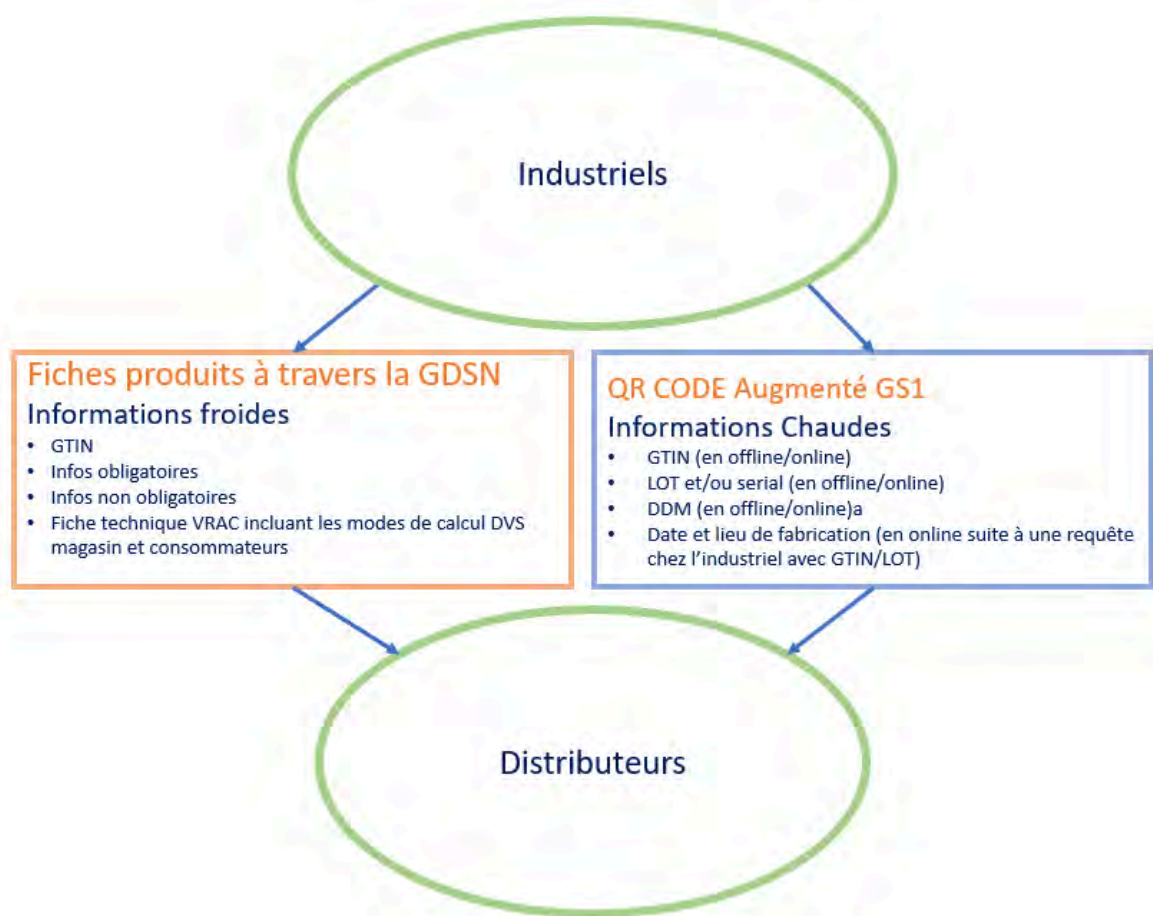 Industriels
Fiches produits à travers la GDSN
Informations froides
• GTIN
• Infos obligatoires
• Infos non obligatoires
• Fiche technique VRAC incluant les modes de calcul DVS
magasin et consommateurs
QR CODE Augmenté GS1
Informations Chaudes
• GTIN (en offline/online)
• LOT et/ou serial (en offline/online)
• DDM (en offline/online)a
• Date et lieu de fabrication (en online suite à une requête
chez l'industriel avec GTIN/LOT)
Distributeurs